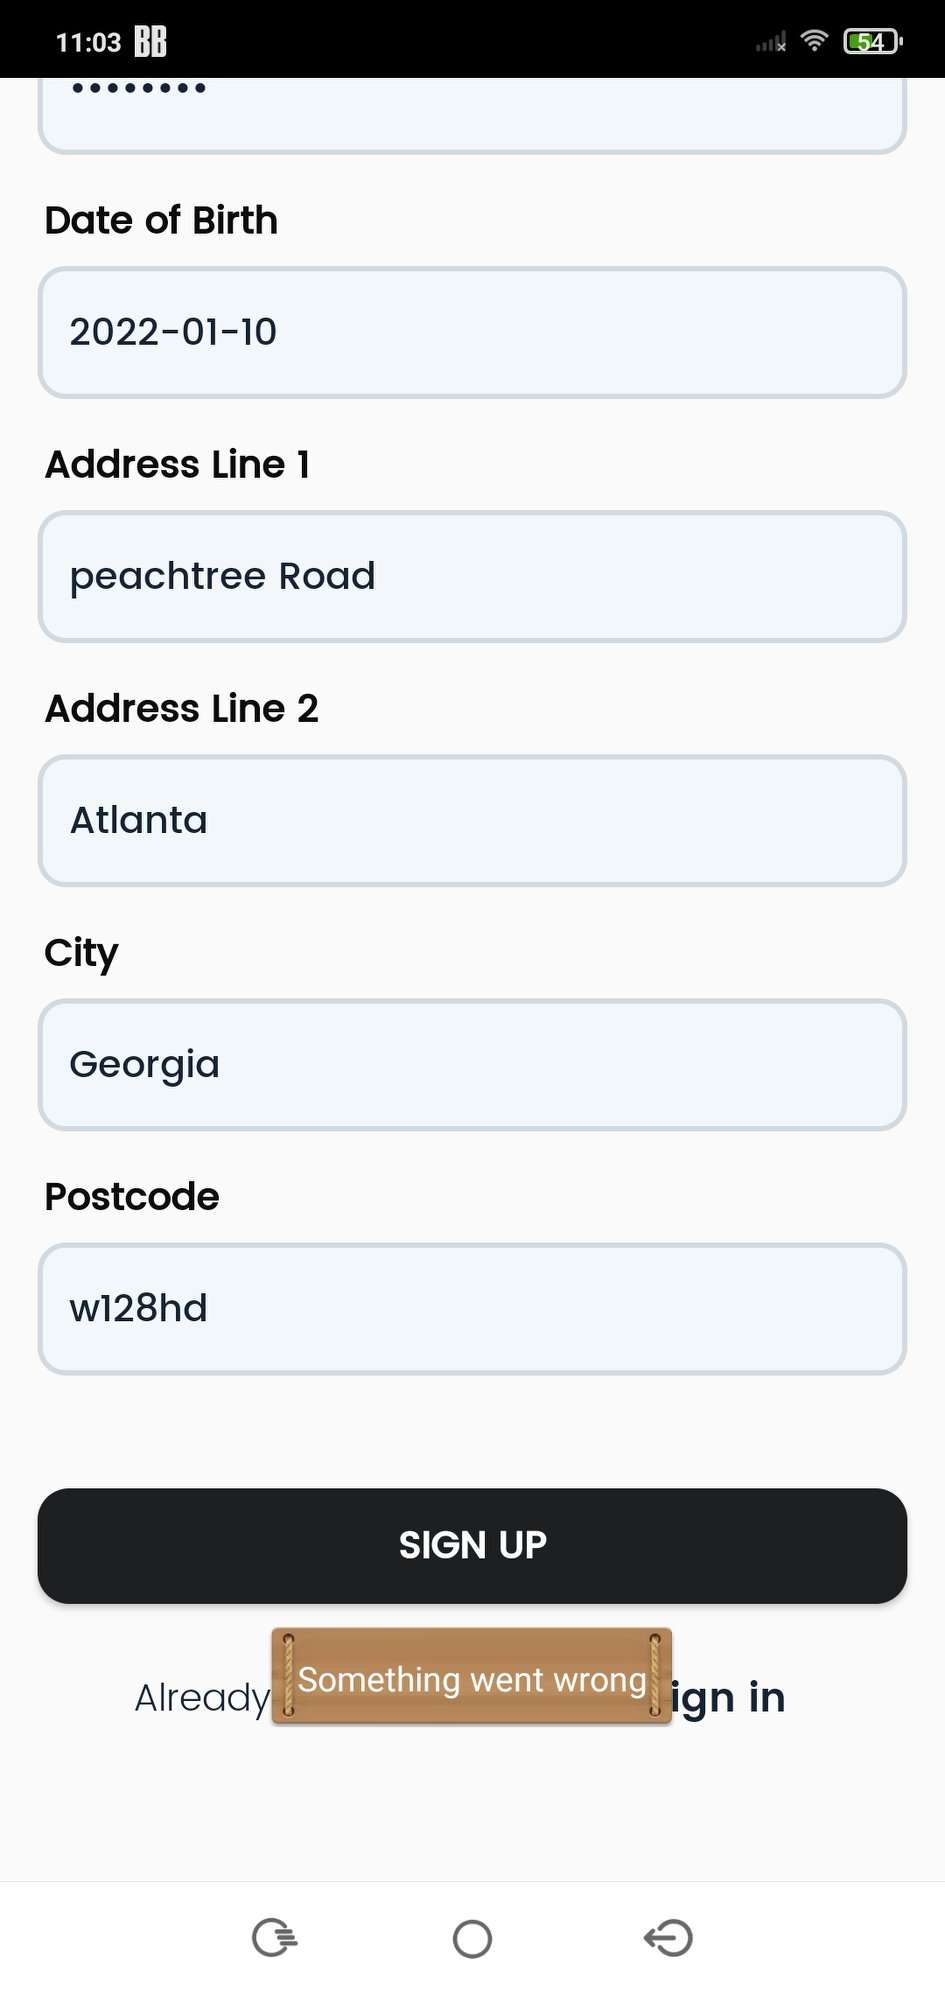 11:03 BB 54
••••••••
Date of Birth
2022-01-10
Address Line 1
peachtree Road
Address Line 2
Atlanta
City
Georgia
Postcode
w128hd
SIGN UP
Already Something went wrong ign in